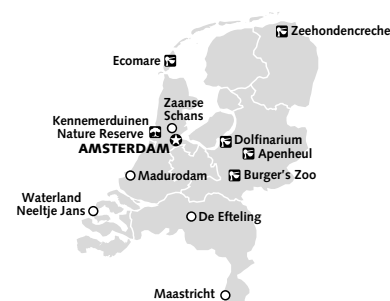 Zeehondencreche
Ecomare
Zaanse
Schans
Kennemerduinen
Nature Reserve
AMSTERDAM
Dolfinarium
Apenheul
Madurodam
Burger's Zoo
Waterland
Neeltje Jans
De Efteling
Maastricht